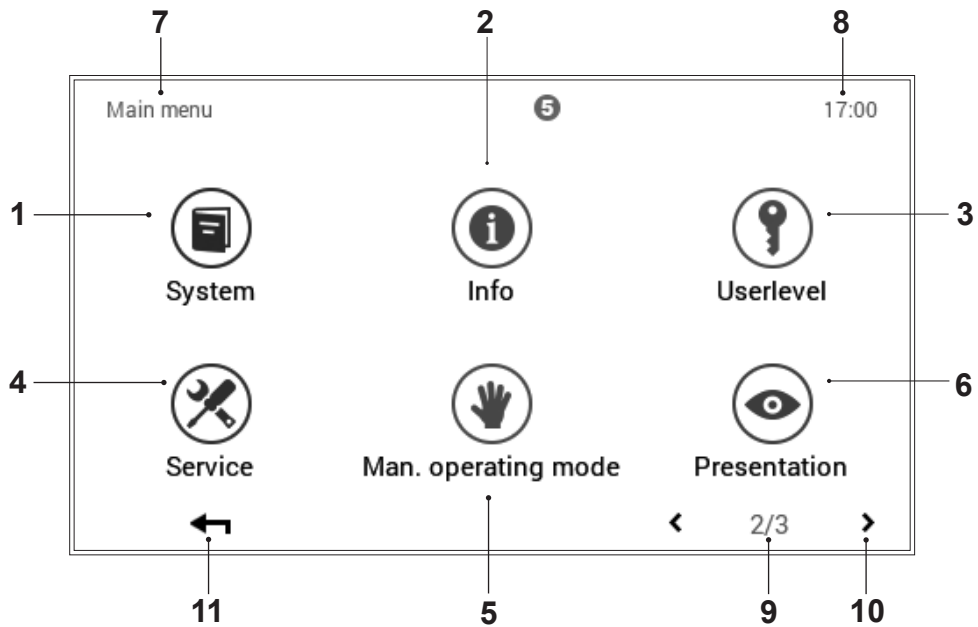 7 2 8
Main menu 5 17:00
1 3
System Info Userlevel
4 6
Service Man. operating mode Presentation
2/3
11 5 9 10